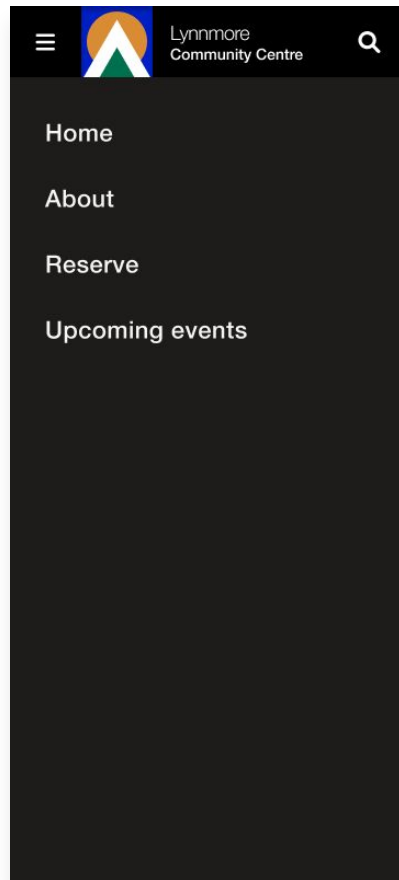 Lynnmore
Community Centre
Home
About
Reserve
Upcoming events